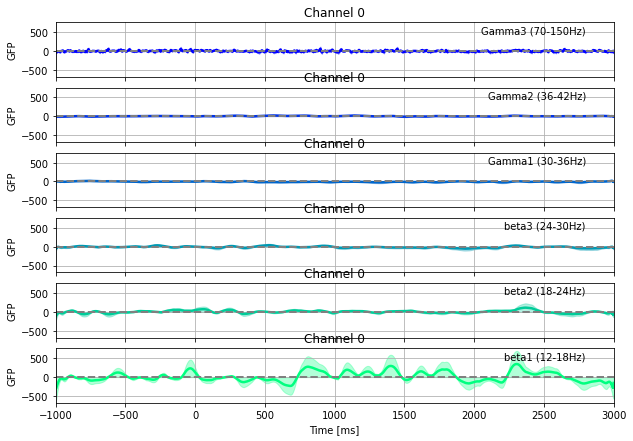 Channel 0
Gamma3 (70-150Hz)
GFP
500
0
−500
Channel 0
Gamma2 (36-42Hz)
GFP
500
0
−500
Channel 0
Gamma1 (30-36Hz)
GFP
500
0
−500
Channel 0
beta3 (24-30Hz)
GFP
500
0
−500
Channel 0
beta2 (18-24Hz)
GFP
500
0
−500
Channel 0
beta1 (12-18Hz)
GFP
500
0
−500
−1000 −500 0 500 1000 1500 2000 2500 3000
Time [ms]